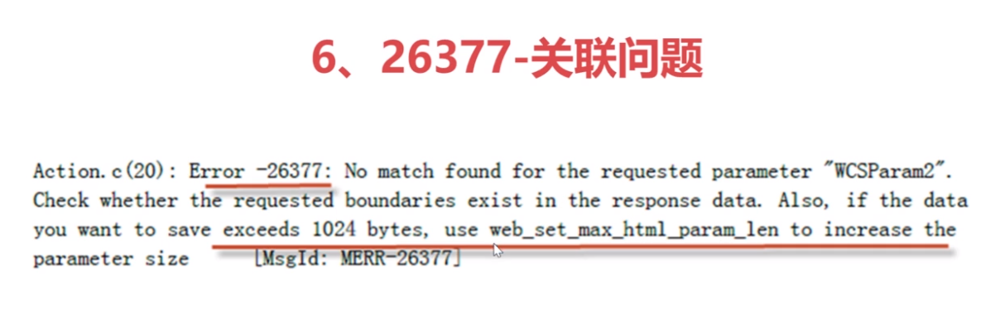 6、26377-关联问题
Action.c(20): Error -26377: No match found for the requested parameter "WCSParam2".
Check whether the requested boundaries exist in the response data. Also, if the data
you want to save exceeds 1024 bytes, use web_set_max_html_param_len to increase the
parameter size [MsgId: MERR-26377]